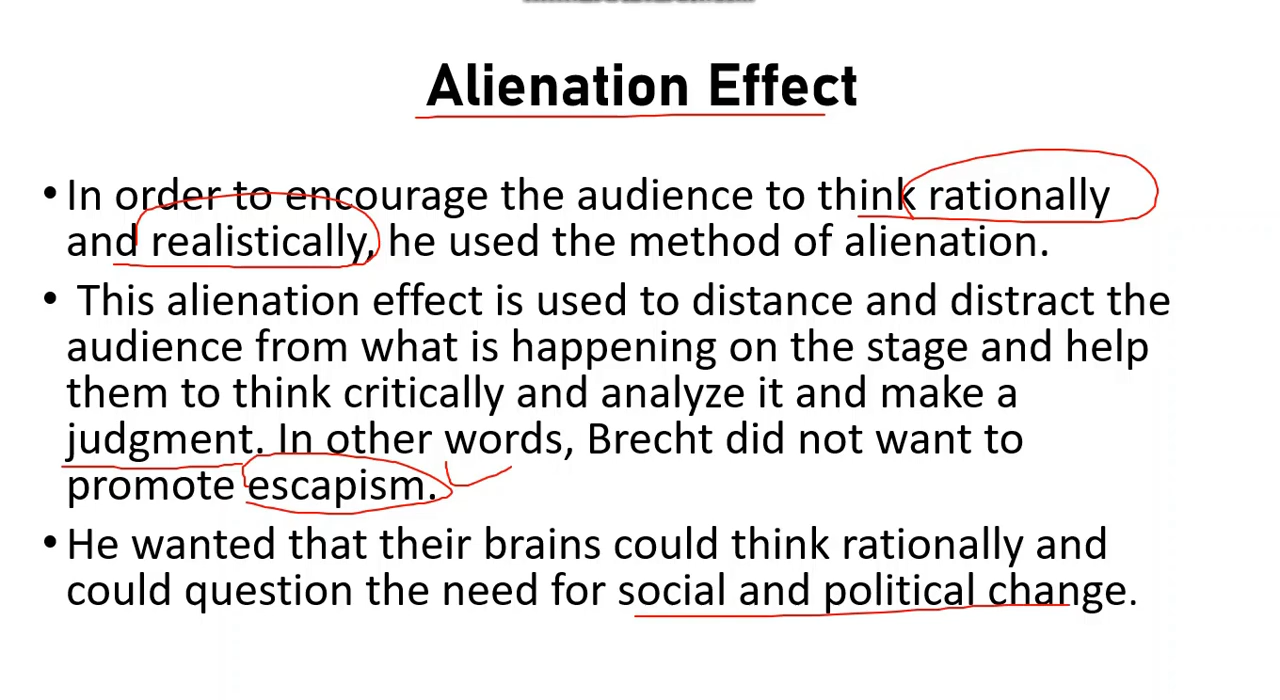 Alienation Effect
• In order to encourage the audience to think rationally
and realistically, he used the method of alienation.
• This alienation effect is used to distance and distract the
audience from what is happening on the stage and help
them to think critically and analyze it and make a
judgment. In other words, Brecht did not want to
promote escapism.
• He wanted that their brains could think rationally and
could question the need for social and political change.